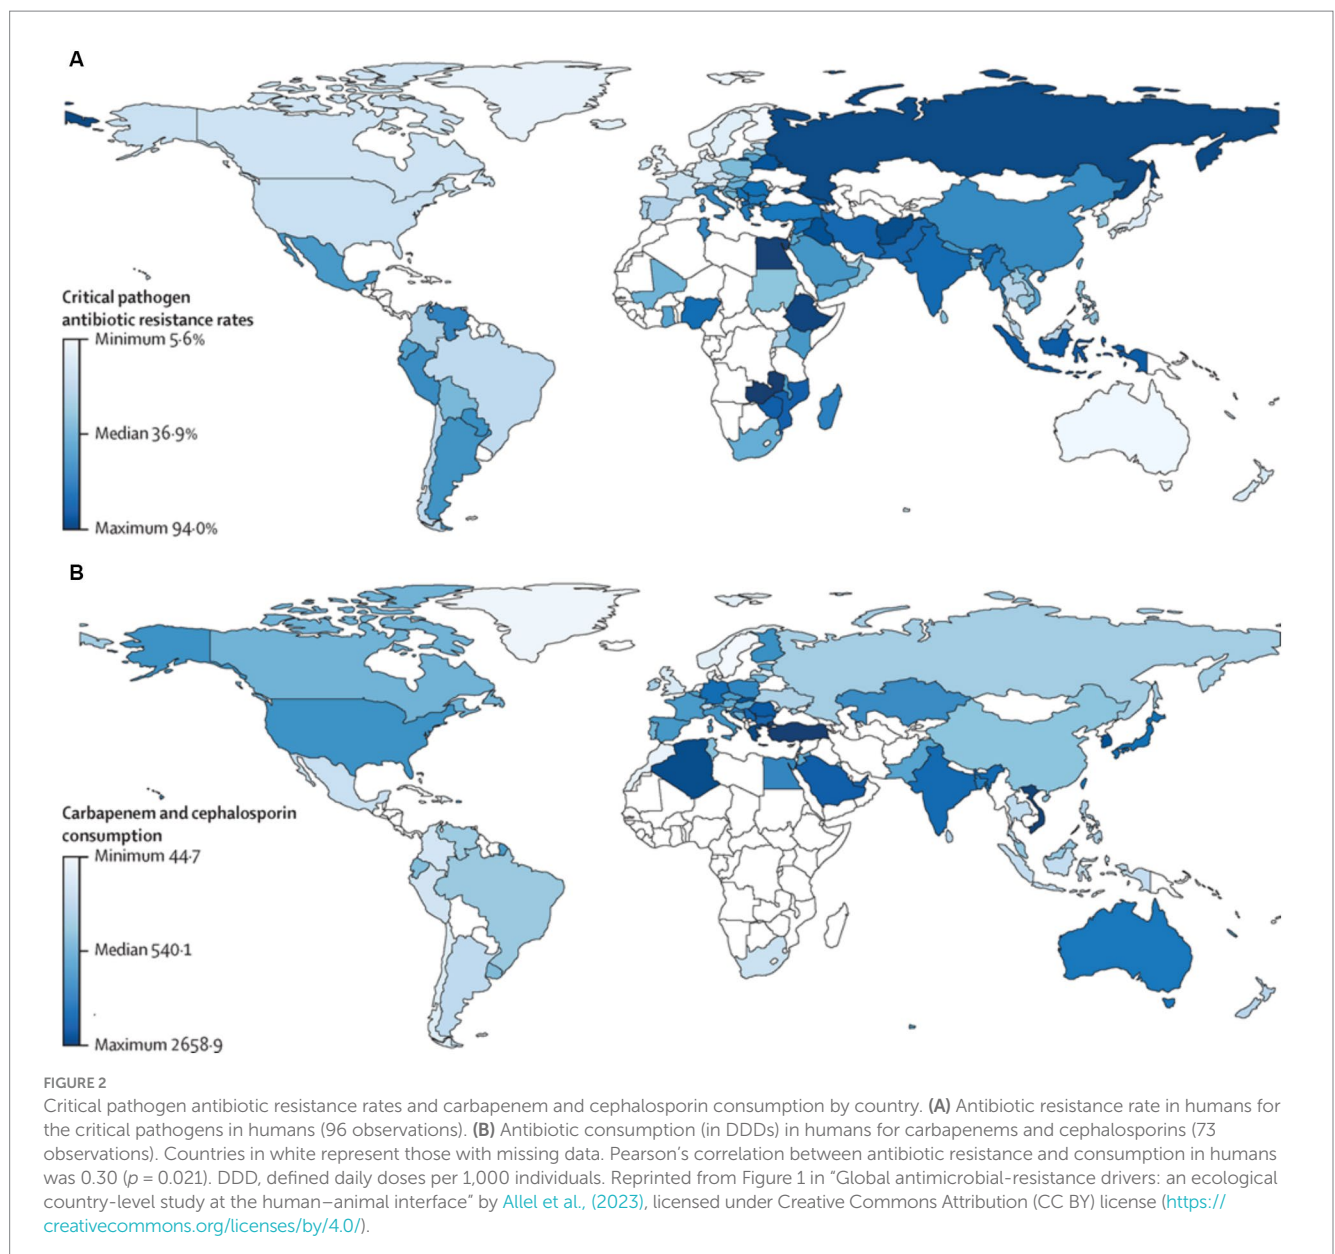 A
Critical pathogen
antibiotic resistance rates
Minimum 5·6%
Median 36·9%
Maximum 94·0%
B
Carbapenem and cephalosporin
consumption
Minimum 44·7
Median 540·1
Maximum 2658·9
FIGURE 2
Critical pathogen antibiotic resistance rates and carbapenem and cephalosporin consumption by country. (A) Antibiotic resistance rate in humans for
the critical pathogens in humans (96 observations). (B) Antibiotic consumption (in DDDs) in humans for carbapenems and cephalosporins (73
observations). Countries in white represent those with missing data. Pearson's correlation between antibiotic resistance and consumption in humans
was 0.30 (p = 0.021). DDD, defined daily doses per 1,000 individuals. Reprinted from Figure 1 in "Global antimicrobial-resistance drivers: an ecological
country-level study at the human–animal interface" by Allel et al., (2023), licensed under Creative Commons Attribution (CC BY) license (https://
creativecommons.org/licenses/by/4.0/).